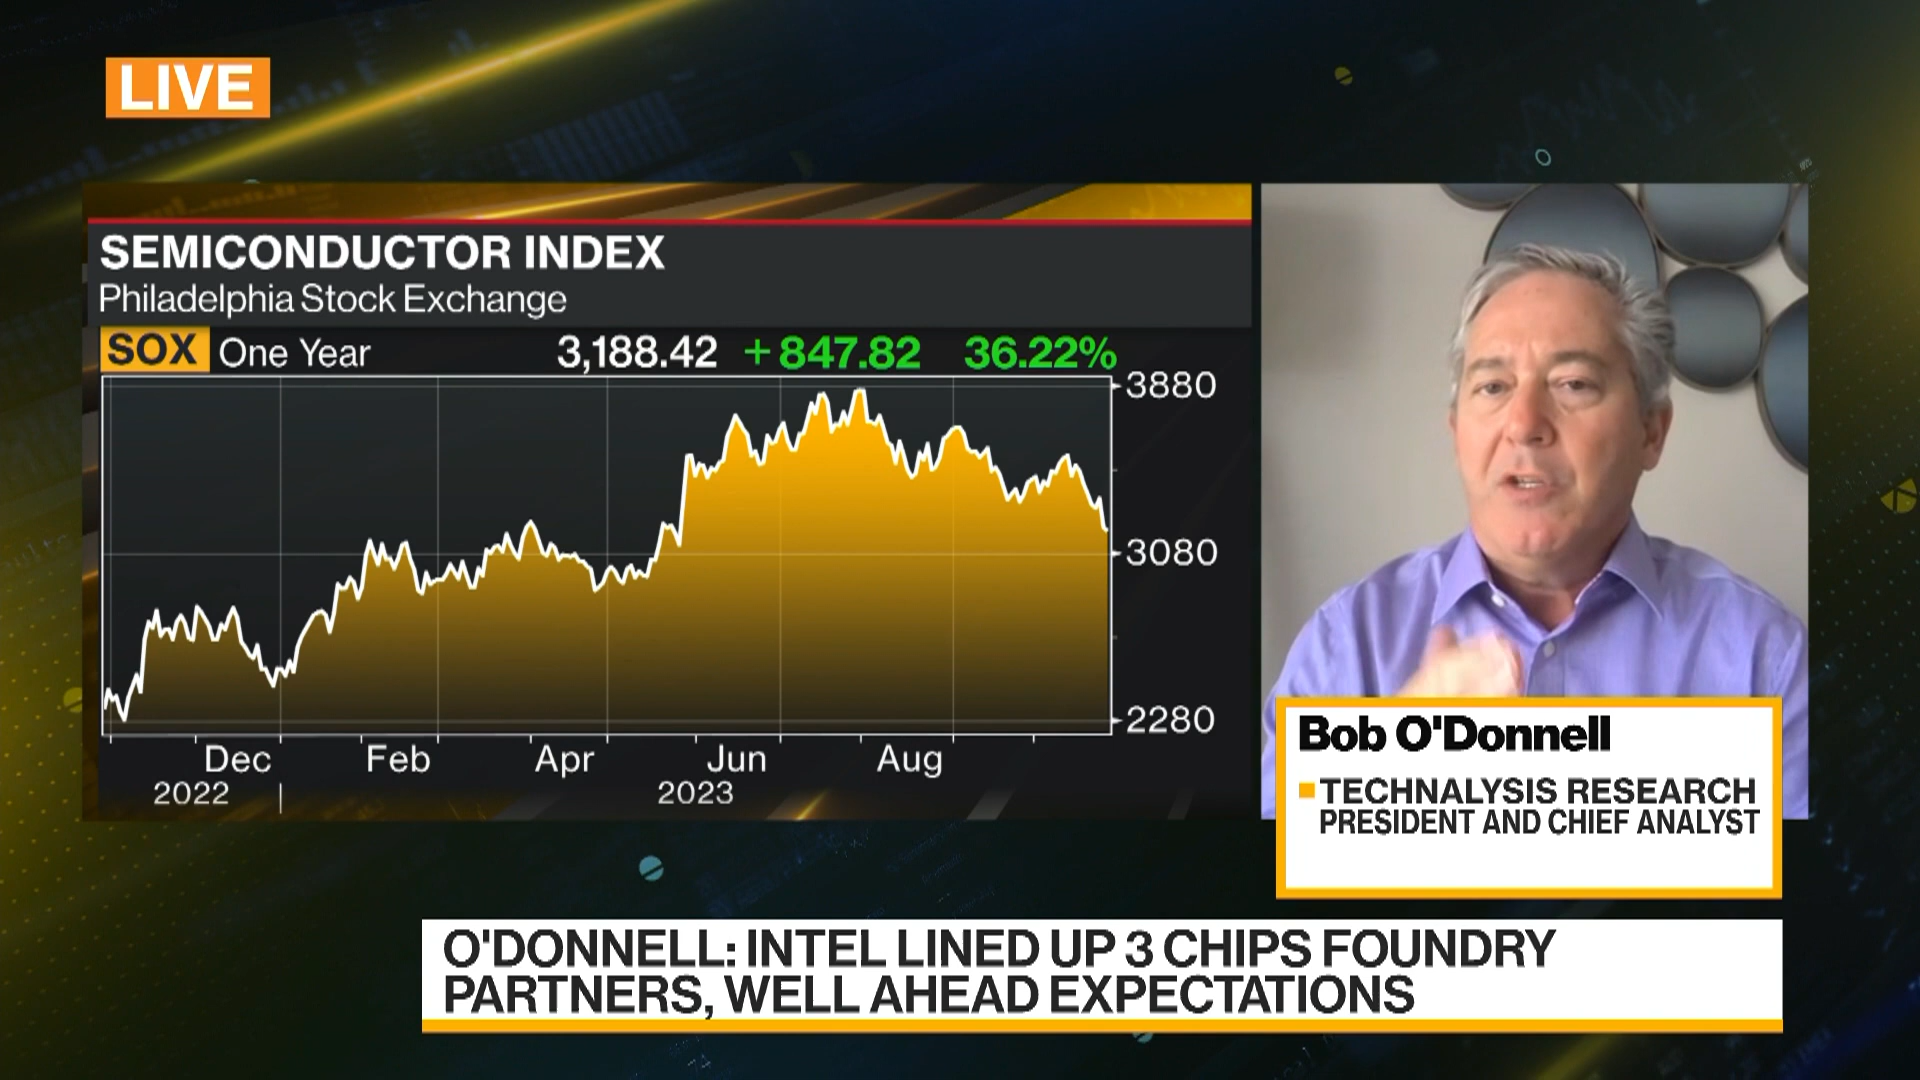 LIVE
SEMICONDUCTOR INDEX
Philadelphia Stock Exchange
SOX One Year 3,188.42 +847.82 36.22%
3880
3080
2280
Dec Feb Apr Jun Aug
2022 2023
Bob O'Donnell
TECHNALYSIS RESEARCH
PRESIDENT AND CHIEF ANALYST
O'DONNELL: INTEL LINED UP 3 CHIPS FOUNDRY
PARTNERS, WELL AHEAD EXPECTATIONS